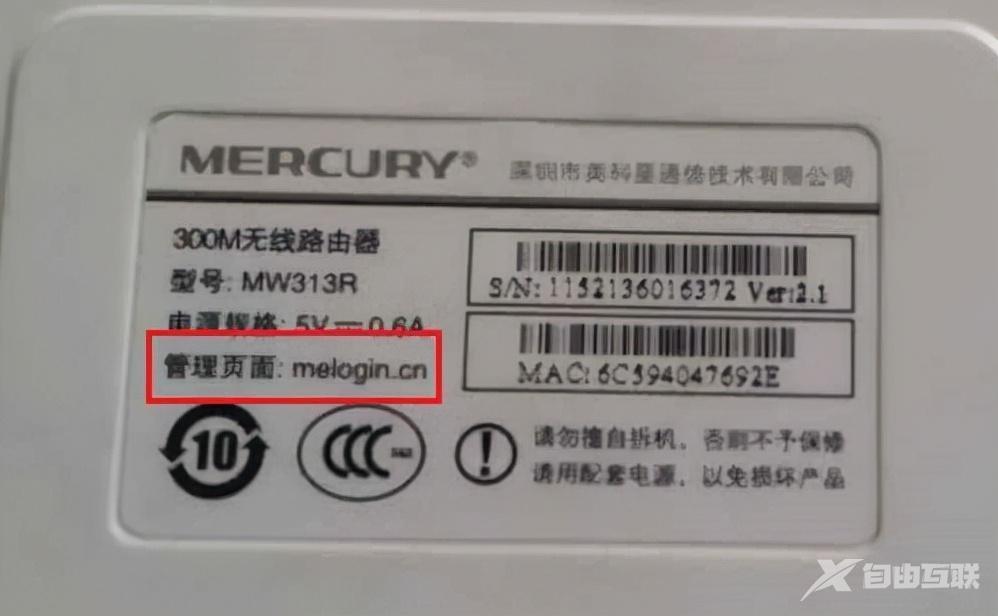 MERCURY® 深圳市美科星通信技术有限公司
300M无线路由器
型号: MW313R
电源规格: 5V⎓0.6A
管理页面: melogin.cn
S/N: 1152136016372 Ver:2.1
MAC: 6C594047692E
10
CCC
!
请勿擅自拆机，否则不予保修
请用配套电源，以免损坏产品
自由互联